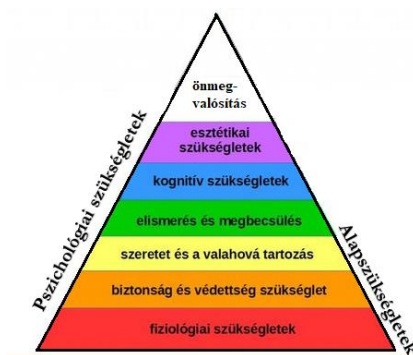 önmeg-
valósítás
esztétikai
szükségletek
kognitív szükségletek
elismerés és megbecsülés
szeretet és a valahová tartozás
biztonság és védettség szükséglet
fiziológiai szükségletek
Pszichológiai szükségletek
Alapszükségletek